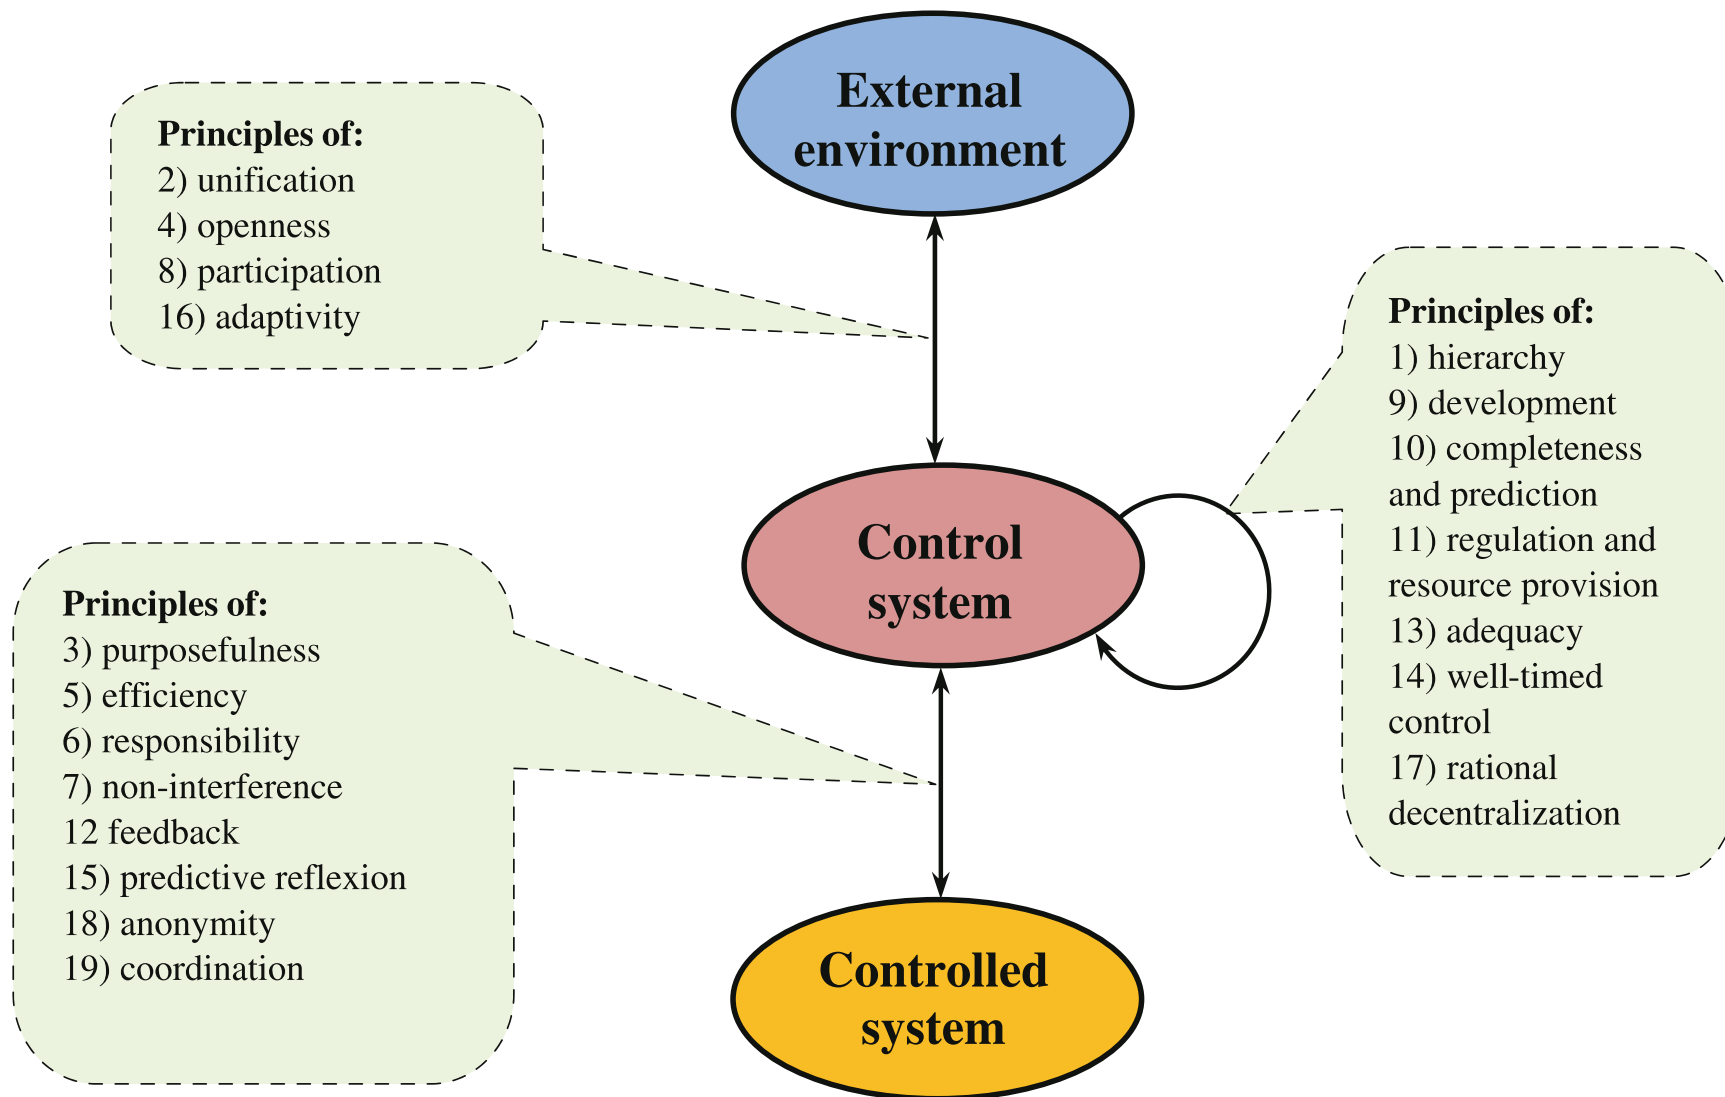 External
environment
Principles of:
2) unification
4) openness
8) participation
16) adaptivity
Principles of:
1) hierarchy
9) development
10) completeness
and prediction
11) regulation and
resource provision
13) adequacy
14) well-timed
control
17) rational
decentralization
Control
system
Principles of:
3) purposefulness
5) efficiency
6) responsibility
7) non-interference
12 feedback
15) predictive reflexion
18) anonymity
19) coordination
Controlled
system